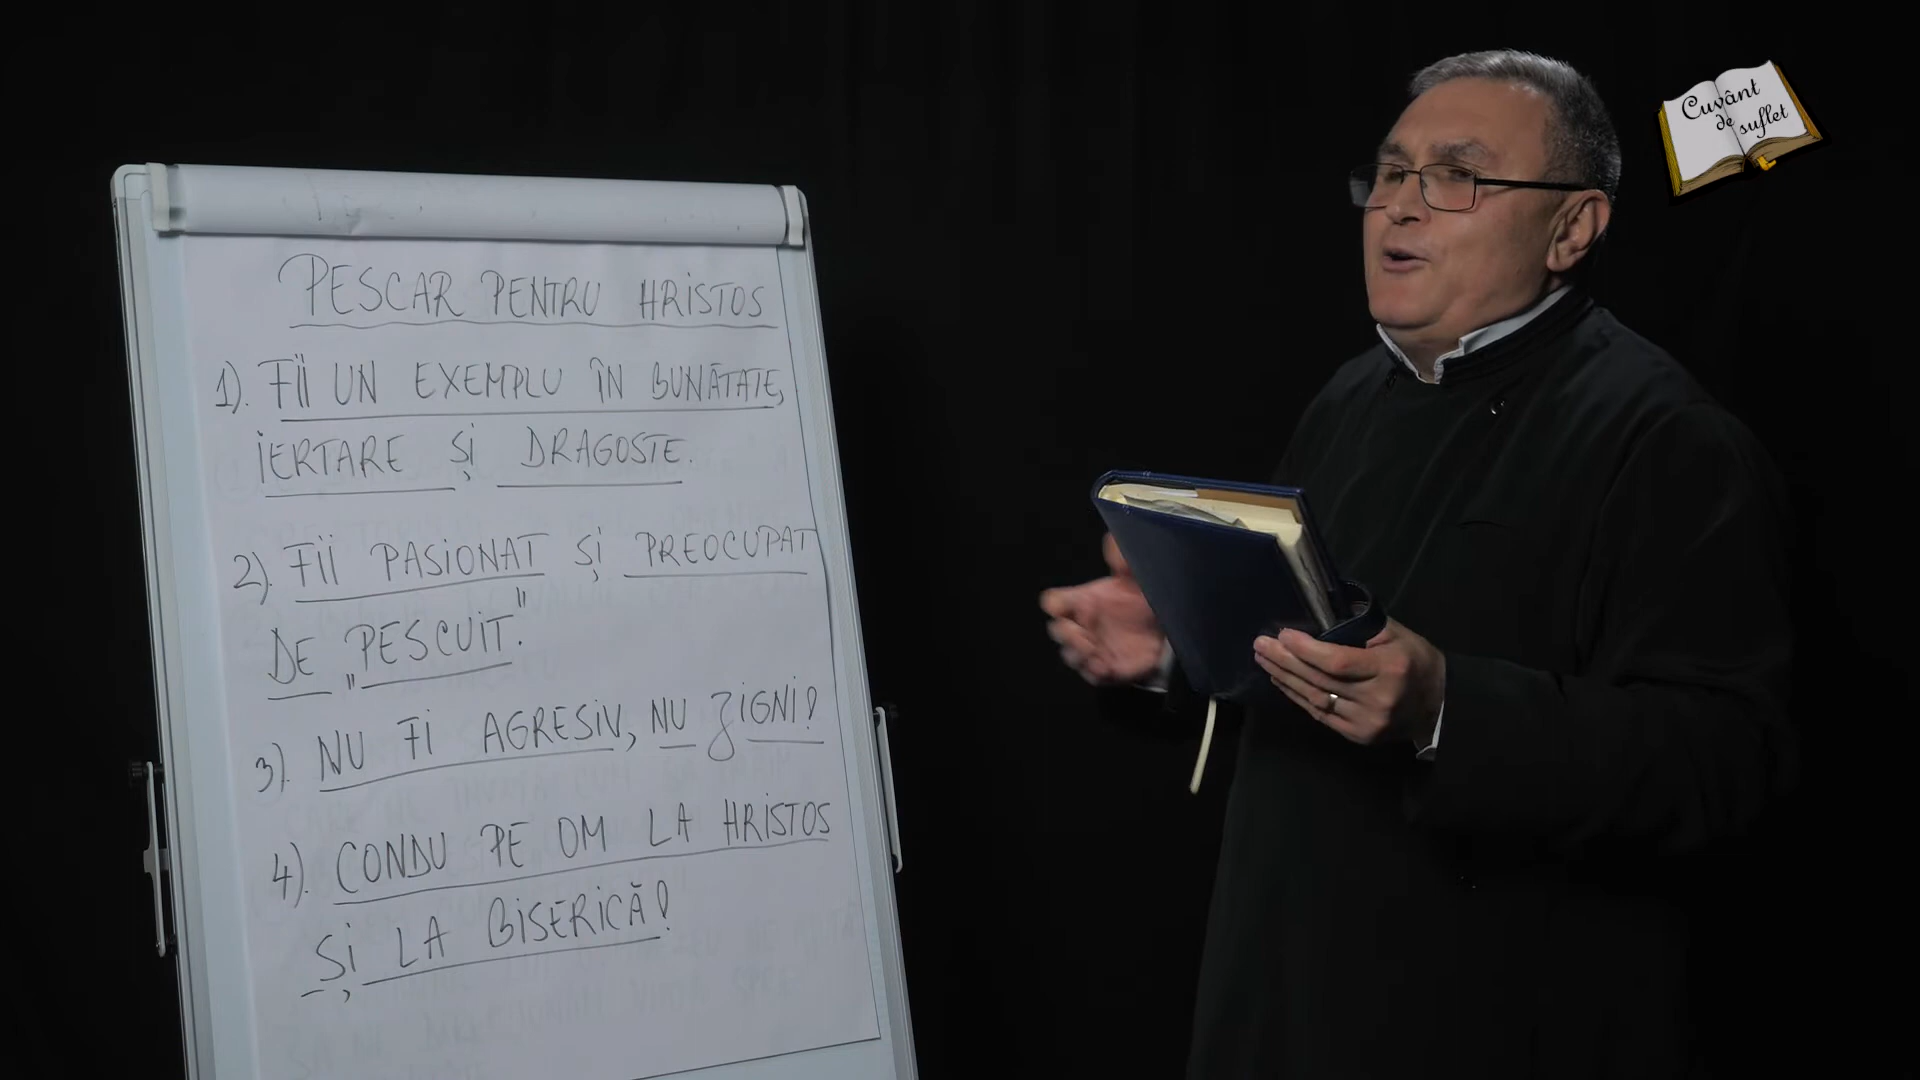 PESCAR PENTRU HRISTOS
1). FII UN EXEMPLU ÎN BUNĂTATE,
IERTARE ȘI DRAGOSTE.
2). FII PASIONAT ȘI PREOCUPAT
DE „PESCUIT."
3). NU FI AGRESIV, NU JIGNI!
4). CONDU PE OM LA HRISTOS
ȘI LA BISERICĂ!
Cuvânt
de suflet